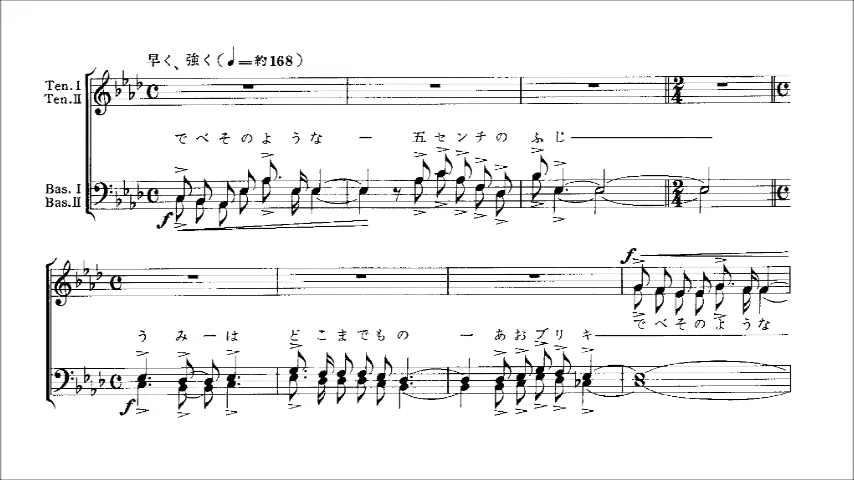 早く、強く(♩=約168)
Ten.I
Ten.II
でべそのような ー 五センチの ふじ
Bas. I
Bas.II
f
f
うみーは どこまでもの ーあおブリキ
でべそのような
f